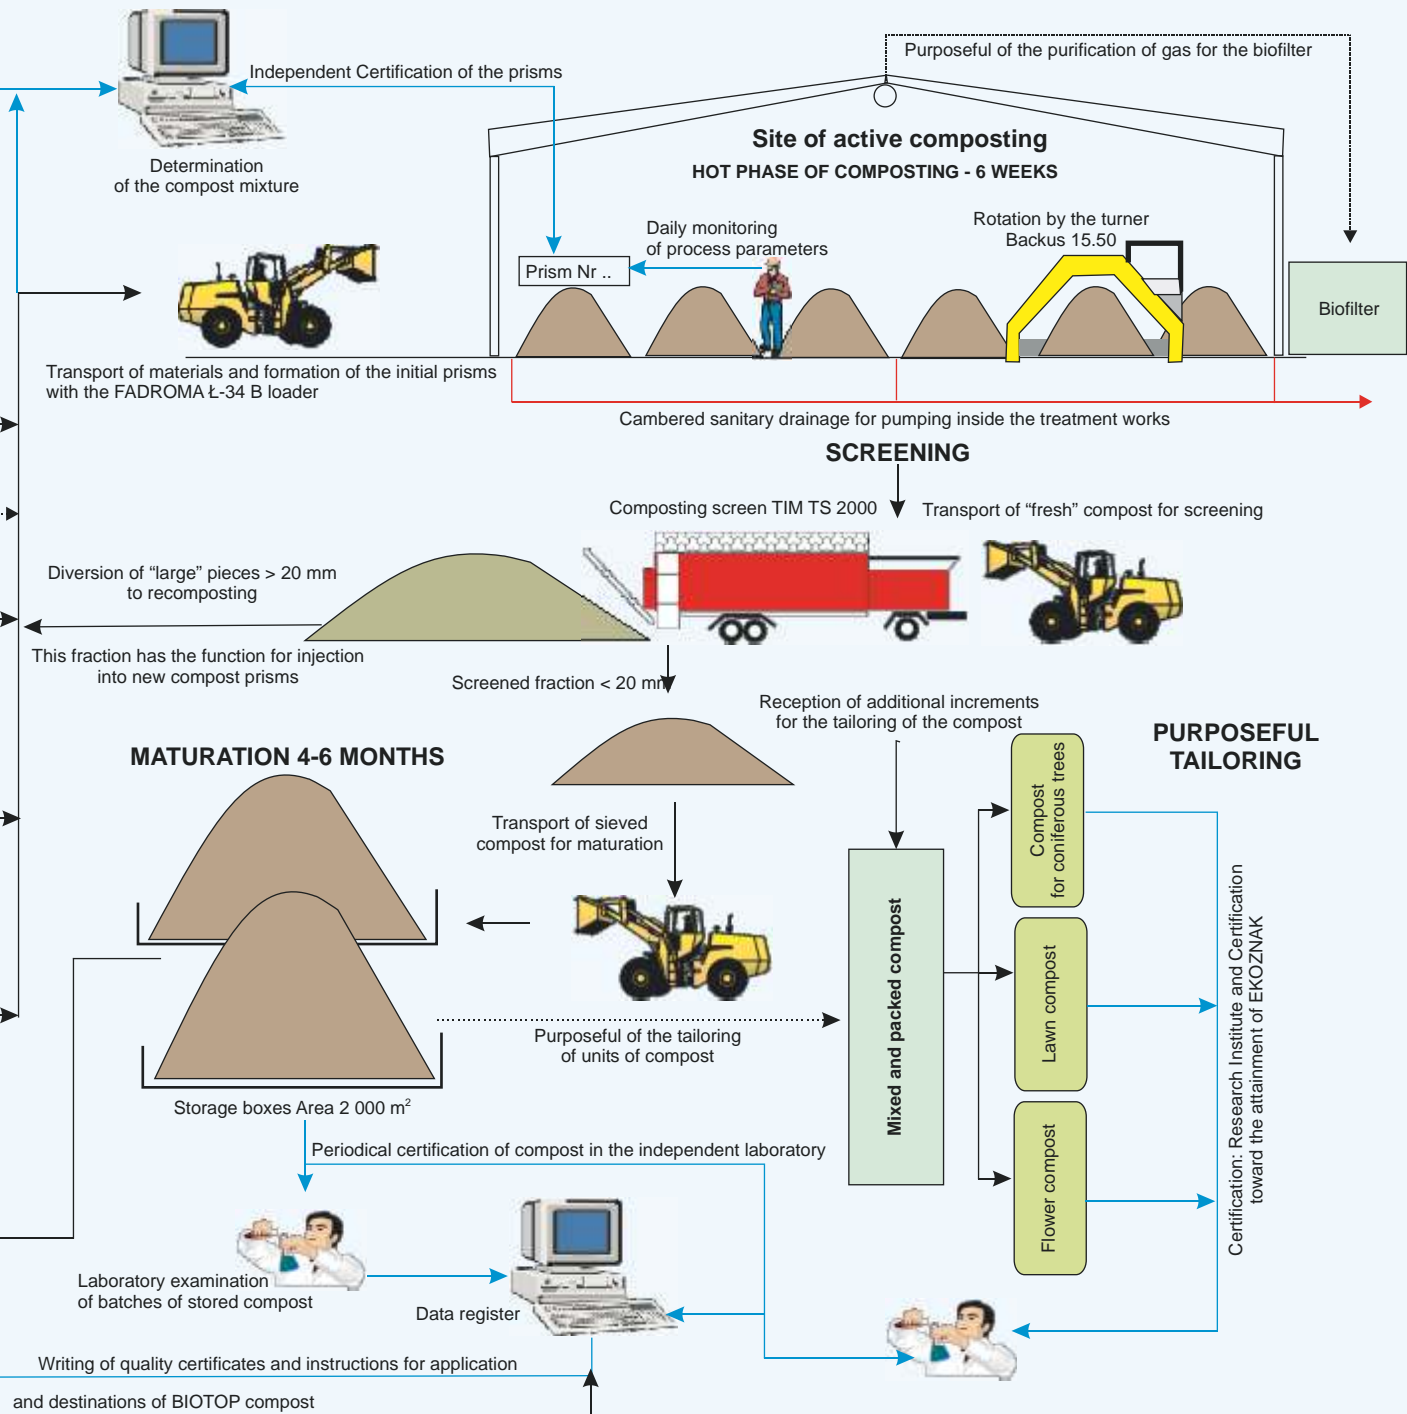 Purposeful of the purification of gas for the biofilter
Independent Certification of the prisms
Determination
of the compost mixture
Site of active composting
HOT PHASE OF COMPOSTING - 6 WEEKS
Daily monitoring
of process parameters
Rotation by the turner
Backus 15.50
Prism Nr ..
Biofilter
Transport of materials and formation of the initial prisms
with the FADROMA Ł-34 B loader
Cambered sanitary drainage for pumping inside the treatment works
SCREENING
Composting screen TIM TS 2000
Transport of “fresh” compost for screening
Diversion of “large” pieces > 20 mm
to recomposting
This fraction has the function for injection
into new compost prisms
Screened fraction < 20 mm
Reception of additional increments
for the tailoring of the compost
PURPOSEFUL
TAILORING
MATURATION 4-6 MONTHS
Transport of sieved
compost for maturation
Compost
for coniferous trees
Mixed and packed compost
Lawn compost
Flower compost
Certification: Research Institute and Certification
toward the attainment of EKOZNAK
Purposeful of the tailoring
of units of compost
Storage boxes Area 2 000 m²
Periodical certification of compost in the independent laboratory
Laboratory examination
of batches of stored compost
Data register
Writing of quality certificates and instructions for application
and destinations of BIOTOP compost